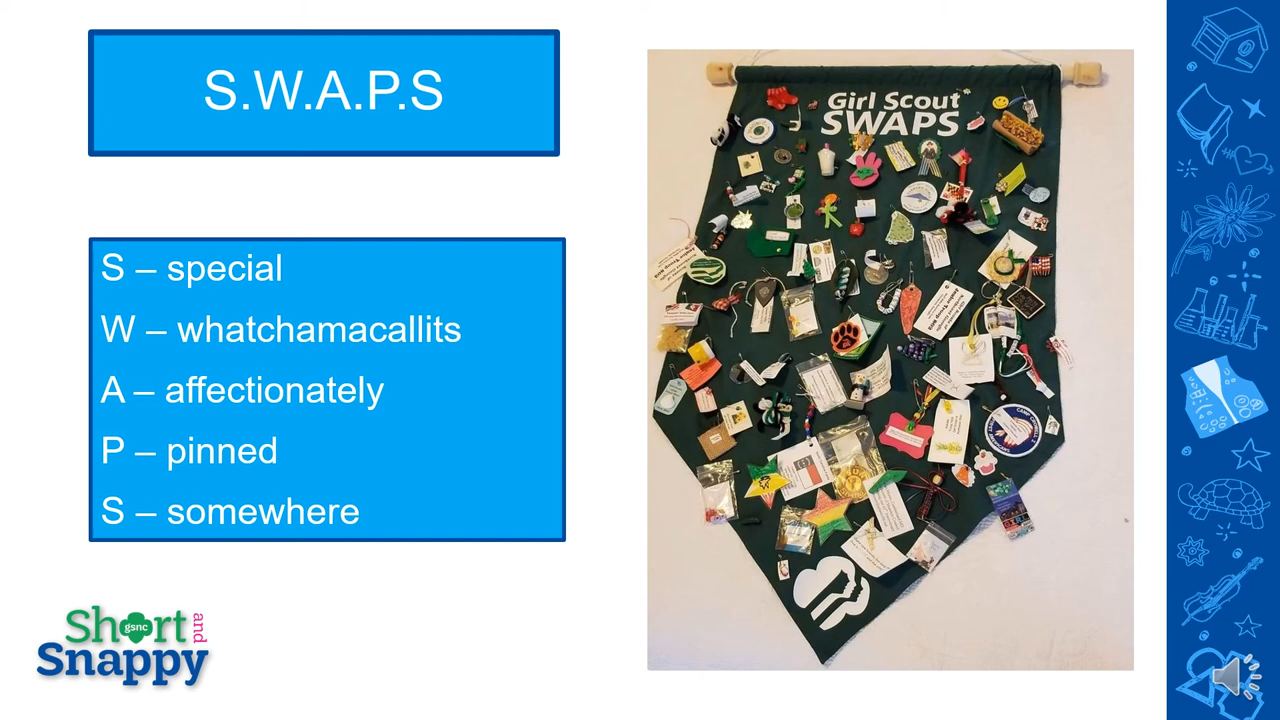 S.W.A.P.S
S – special
W – whatchamacallits
A – affectionately
P – pinned
S – somewhere
Short and
gsnc
Snappy
Girl Scout
SWAPS